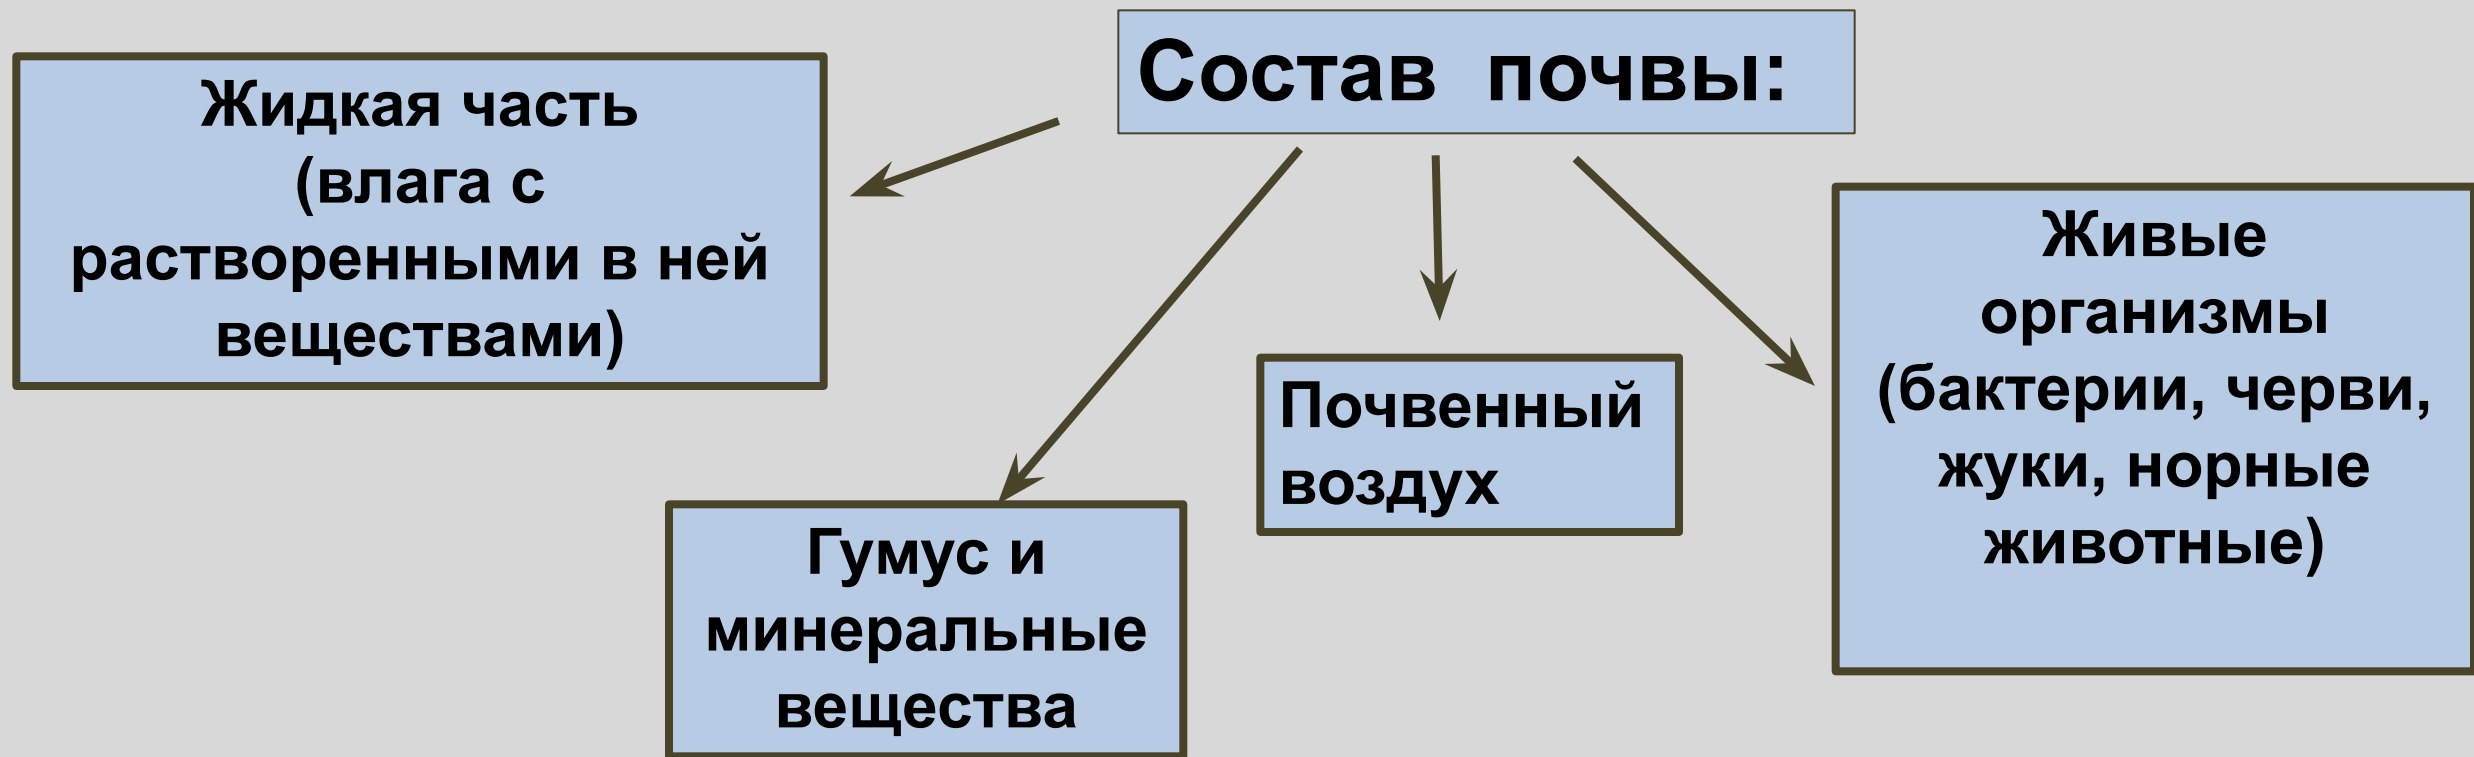 Состав почвы:
Жидкая часть
(влага с
растворенными в ней
веществами)
Гумус и
минеральные
вещества
Почвенный
воздух
Живые
организмы
(бактерии, черви,
жуки, норные
животные)